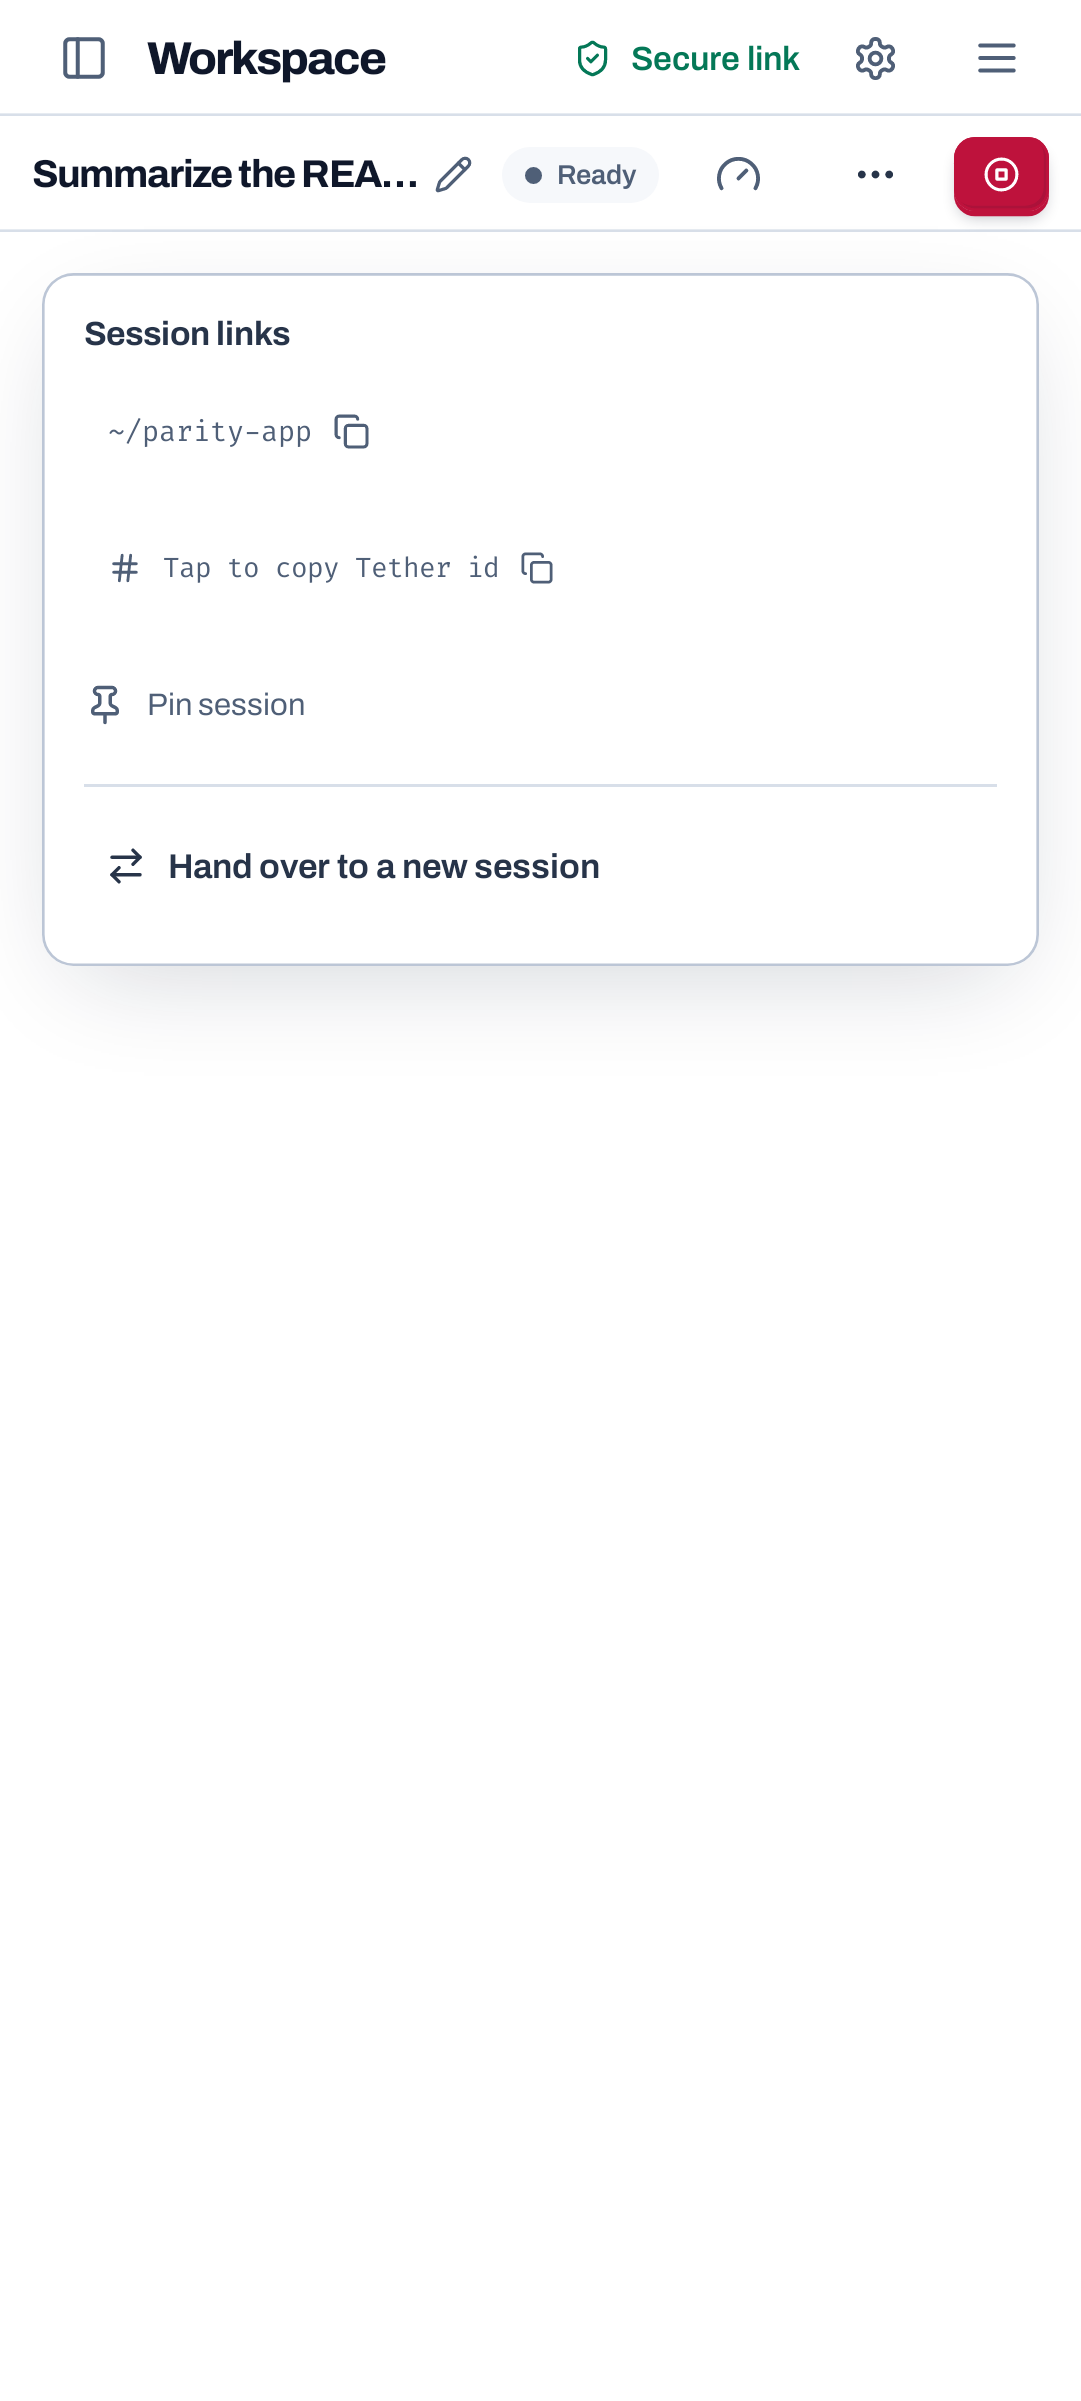 Workspace
Secure link
Summarize the REA...
Ready
Session links
~/parity-app
# Tap to copy Tether id
Pin session
Hand over to a new session